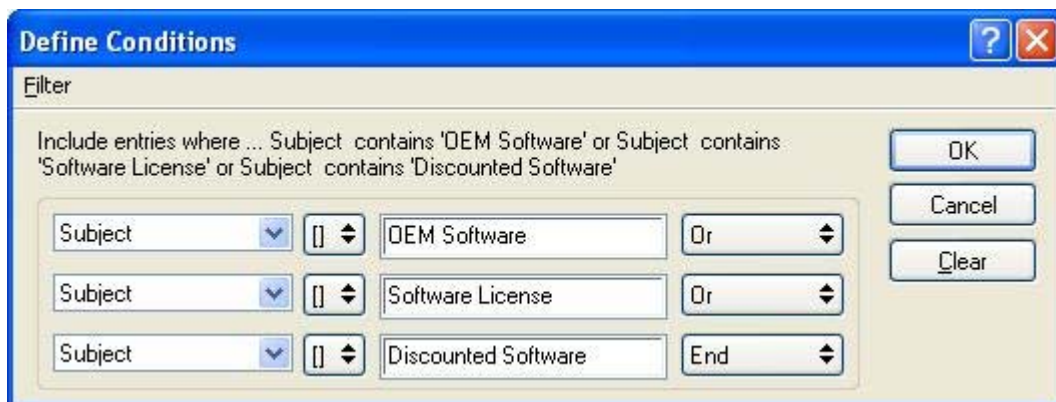 Define Conditions
Filter
Include entries where ... Subject contains 'OEM Software' or Subject contains
'Software License' or Subject contains 'Discounted Software'
OK
Cancel
Clear
Subject [] OEM Software Or
Subject [] Software License Or
Subject [] Discounted Software End